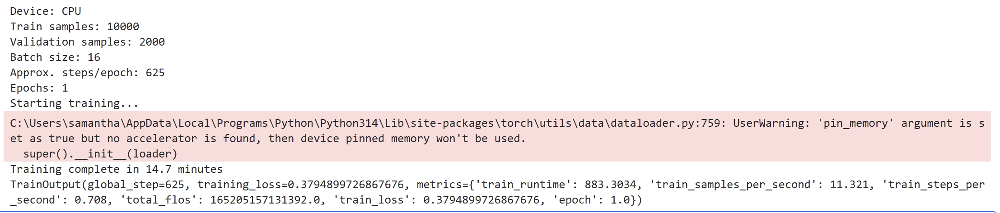 Device: CPU
Train samples: 10000
Validation samples: 2000
Batch size: 16
Approx. steps/epoch: 625
Epochs: 1
Starting training...
C:\Users\samantha\AppData\Local\Programs\Python\Python314\Lib\site-packages\torch\utils\data\dataloader.py:759: UserWarning: 'pin_memory' argument is s
et as true but no accelerator is found, then device pinned memory won't be used.
  super().__init__(loader)
Training complete in 14.7 minutes
TrainOutput(global_step=625, training_loss=0.3794899726867676, metrics={'train_runtime': 883.3034, 'train_samples_per_second': 11.321, 'train_steps_per
_second': 0.708, 'total_flos': 165205157131392.0, 'train_loss': 0.3794899726867676, 'epoch': 1.0})